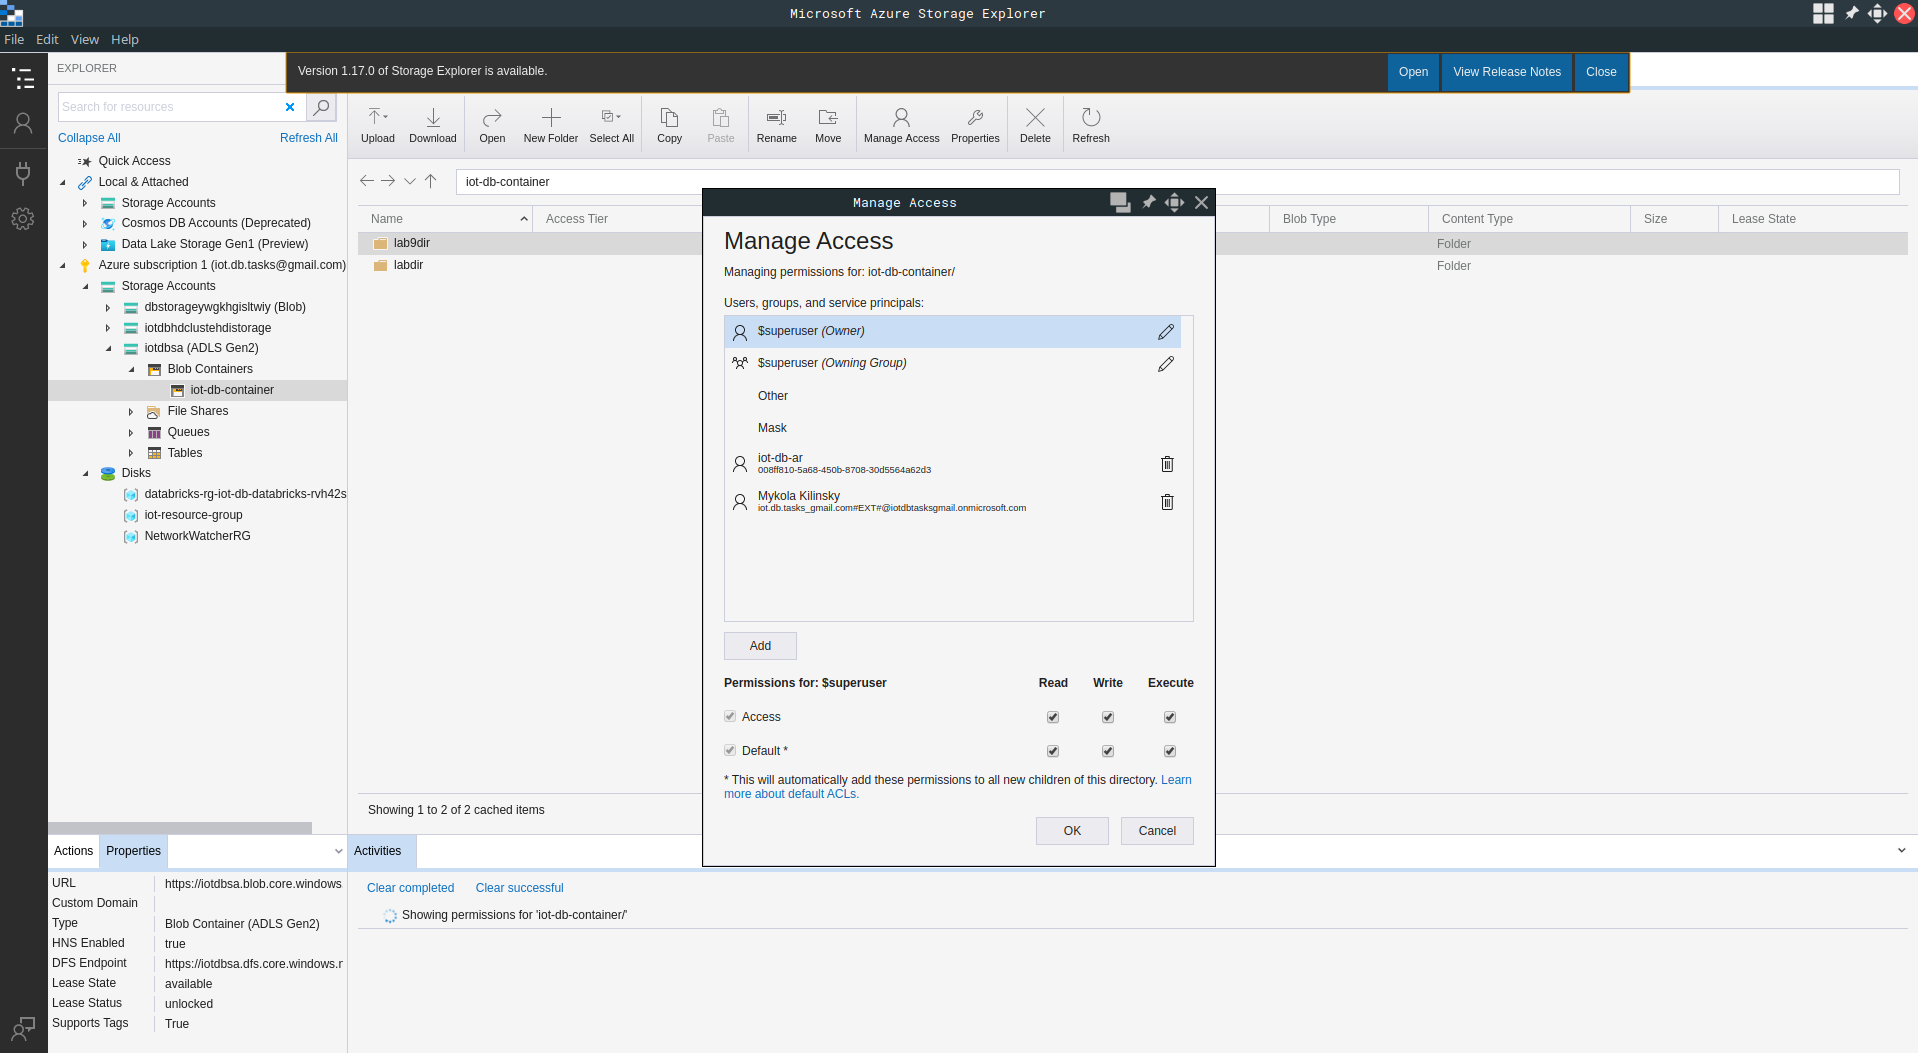 Microsoft Azure Storage Explorer
File Edit View Help
EXPLORER
Version 1.17.0 of Storage Explorer is available.
Open View Release Notes Close
Search for resources
Collapse All Refresh All
Quick Access
Local & Attached
Storage Accounts
Cosmos DB Accounts (Deprecated)
Data Lake Storage Gen1 (Preview)
Azure subscription 1 (iot.db.tasks@gmail.com)
Storage Accounts
dbstorageywgkhgisltwiy (Blob)
iotdbhdclustehdistorage
iotdbsa (ADLS Gen2)
Blob Containers
iot-db-container
File Shares
Queues
Tables
Disks
databricks-rg-iot-db-databricks-rvh42s
iot-resource-group
NetworkWatcherRG
Upload Download Open New Folder Select All Copy Paste Rename Move Manage Access Properties Delete Refresh
iot-db-container
Name Access Tier Blob Type Content Type Size Lease State
lab9dir Folder
labdir Folder
Showing 1 to 2 of 2 cached items
Manage Access
Manage Access
Managing permissions for: iot-db-container/
Users, groups, and service principals:
$superuser (Owner)
$superuser (Owning Group)
Other
Mask
iot-db-ar
008ff810-5a68-450b-8708-30d5564a62d3
Mykola Kilinsky
iot.db.tasks_gmail.com#EXT#@iotdbtasksgmail.onmicrosoft.com
Add
Permissions for: $superuser Read Write Execute
Access
Default *
* This will automatically add these permissions to all new children of this directory. Learn
more about default ACLs.
OK Cancel
Actions Properties
URL https://iotdbsa.blob.core.windows
Custom Domain
Type Blob Container (ADLS Gen2)
HNS Enabled true
DFS Endpoint https://iotdbsa.dfs.core.windows.r
Lease State available
Lease Status unlocked
Supports Tags True
Activities
Clear completed Clear successful
Showing permissions for 'iot-db-container/'